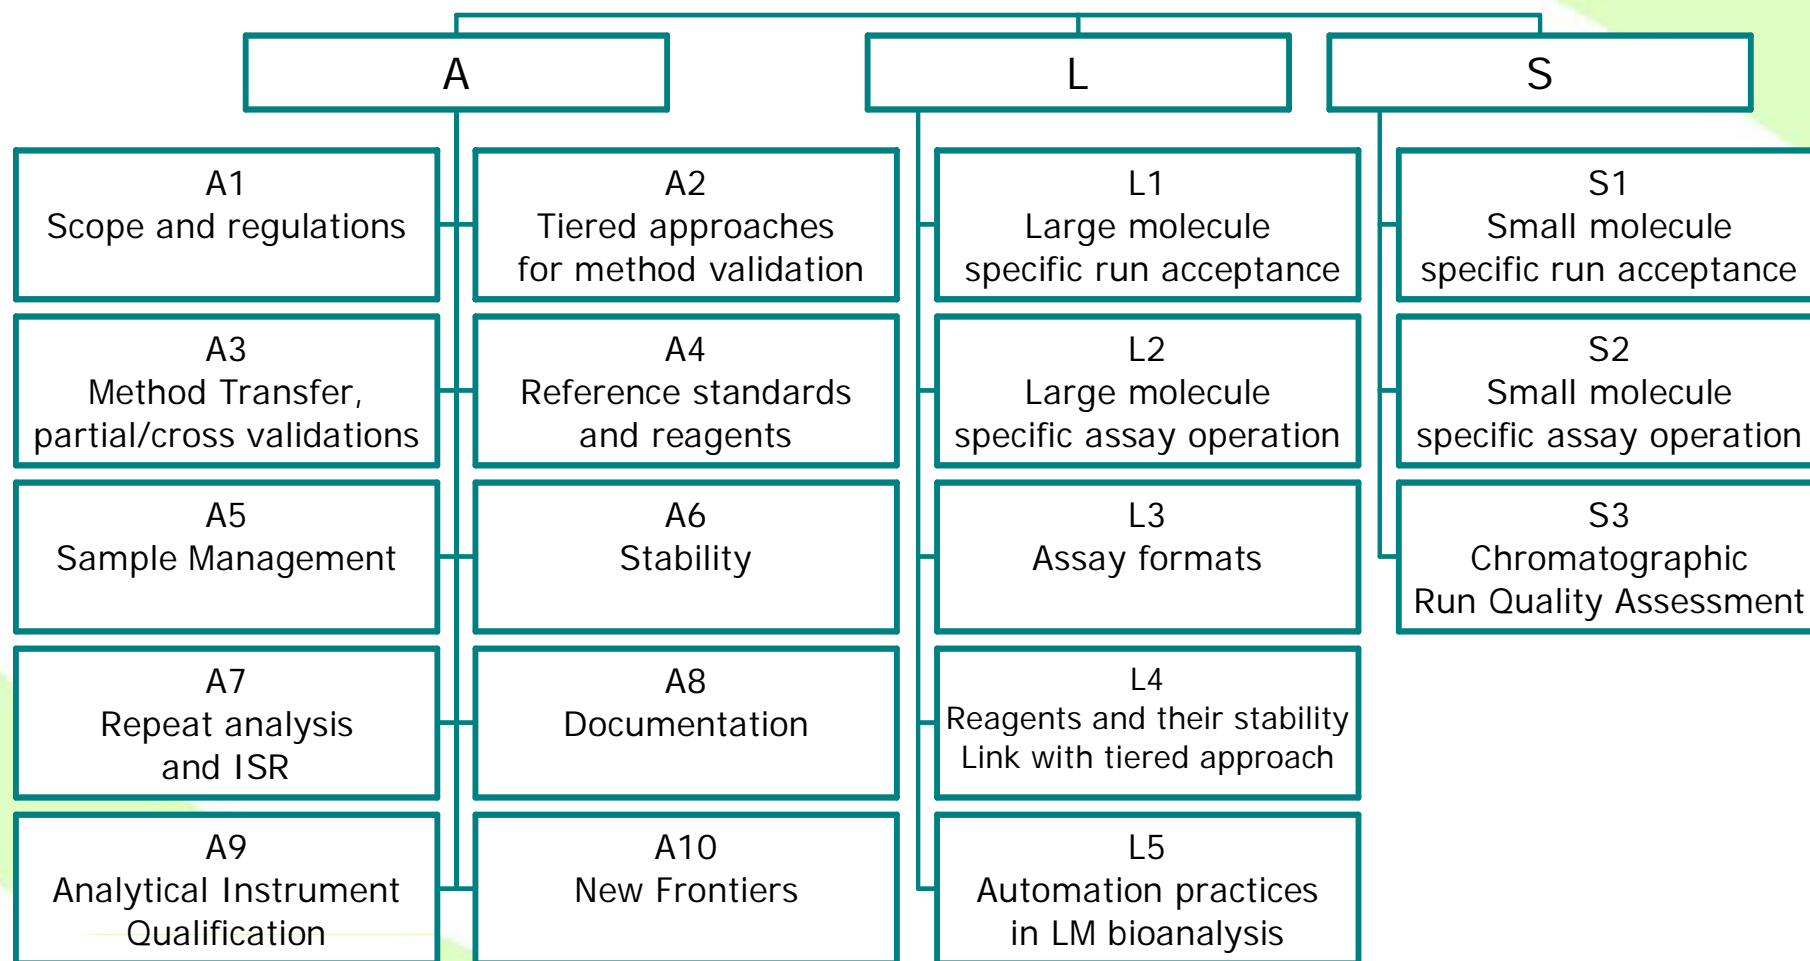 A
L
S
A1
Scope and regulations
A2
Tiered approaches
for method validation
L1
Large molecule
specific run acceptance
S1
Small molecule
specific run acceptance
A3
Method Transfer,
partial/cross validations
A4
Reference standards
and reagents
L2
Large molecule
specific assay operation
S2
Small molecule
specific assay operation
A5
Sample Management
A6
Stability
L3
Assay formats
S3
Chromatographic
Run Quality Assessment
A7
Repeat analysis
and ISR
A8
Documentation
L4
Reagents and their stability
Link with tiered approach
A9
Analytical Instrument
Qualification
A10
New Frontiers
L5
Automation practices
in LM bioanalysis